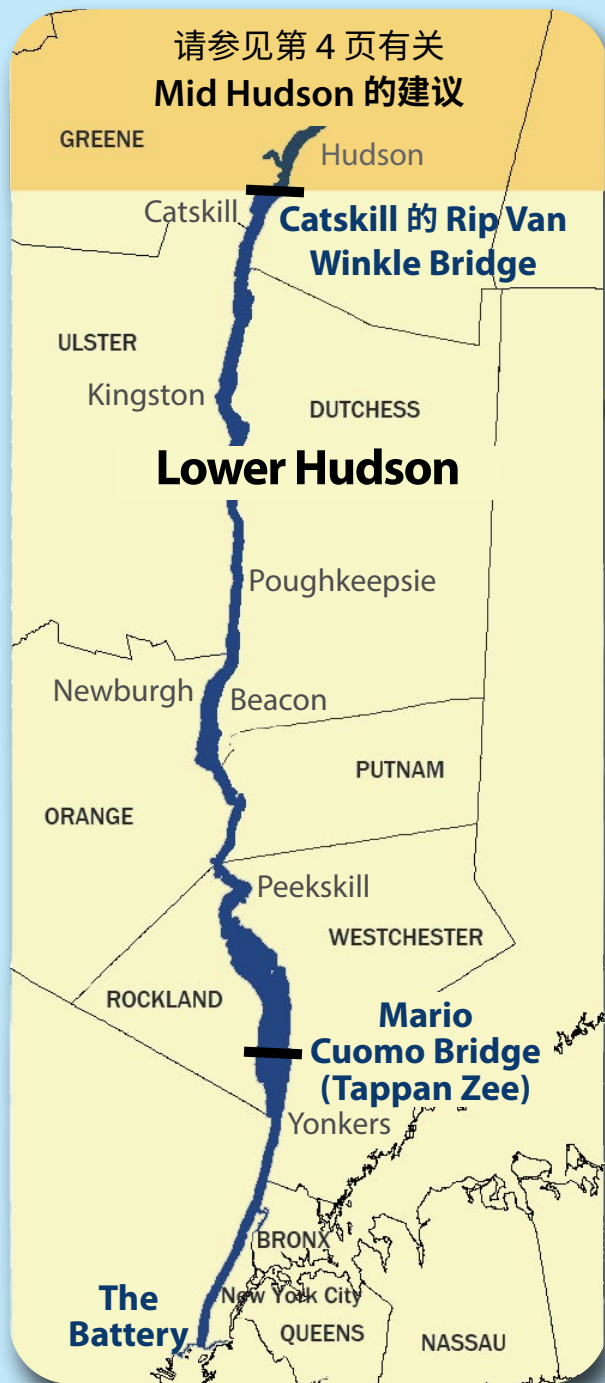 请参见第 4 页有关
Mid Hudson 的建议
GREENE
Hudson
Catskill
Catskill 的 Rip Van
Winkle Bridge
ULSTER
Kingston
DUTCHESS
Lower Hudson
Poughkeepsie
Newburgh
Beacon
PUTNAM
ORANGE
Peekskill
WESTCHESTER
ROCKLAND
Mario
Cuomo Bridge
(Tappan Zee)
Yonkers
BRONX
New York City
The
Battery
QUEENS
NASSAU